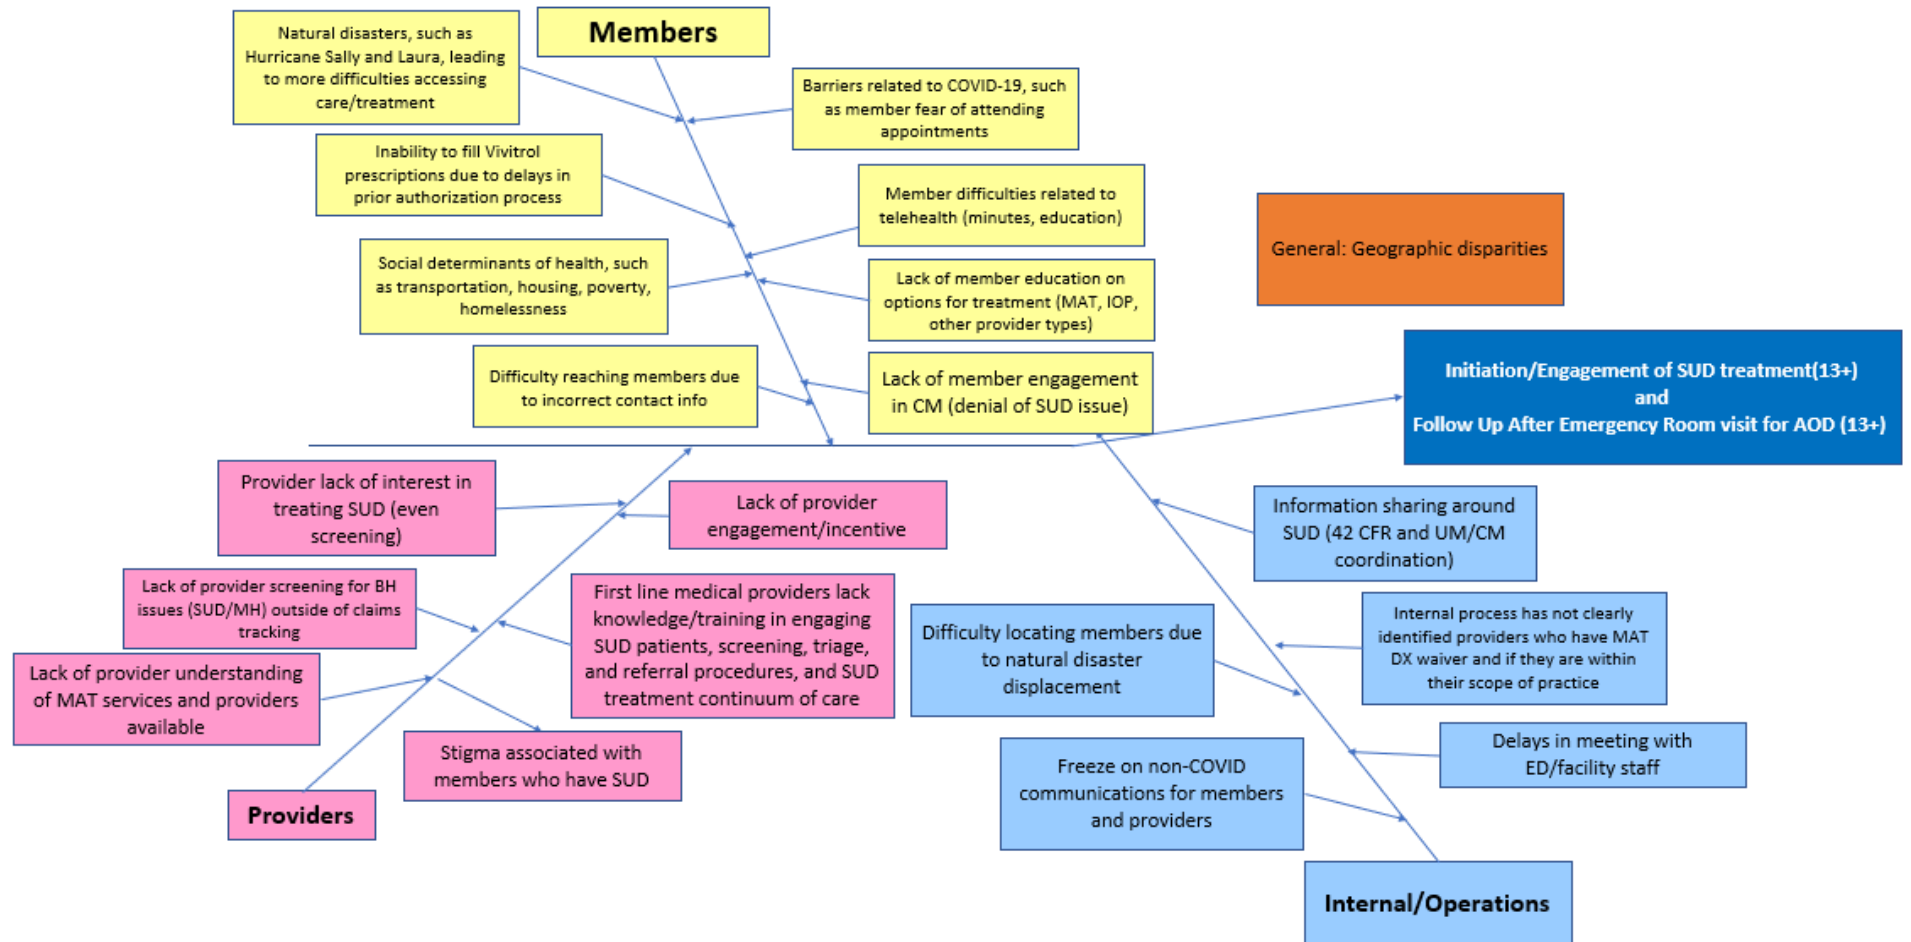 Members
Natural disasters, such as
Hurricane Sally and Laura, leading
to more difficulties accessing
care/treatment
Barriers related to COVID-19, such
as member fear of attending
appointments
Inability to fill Vivitrol
prescriptions due to delays in
prior authorization process
Member difficulties related to
telehealth (minutes, education)
Social determinants of health, such
as transportation, housing, poverty,
homelessness
Lack of member education on
options for treatment (MAT, IOP,
other provider types)
Difficulty reaching members due
to incorrect contact info
Lack of member engagement
in CM (denial of SUD issue)
General: Geographic disparities
Initiation/Engagement of SUD treatment(13+)
and
Follow Up After Emergency Room visit for AOD (13+)
Provider lack of interest in
treating SUD (even
screening)
Lack of provider
engagement/incentive
Lack of provider screening for BH
issues (SUD/MH) outside of claims
tracking
First line medical providers lack
knowledge/training in engaging
SUD patients, screening, triage,
and referral procedures, and SUD
treatment continuum of care
Lack of provider understanding
of MAT services and providers
available
Stigma associated with
members who have SUD
Providers
Information sharing around
SUD (42 CFR and UM/CM
coordination)
Difficulty locating members due
to natural disaster
displacement
Internal process has not clearly
identified providers who have MAT
DX waiver and if they are within
their scope of practice
Freeze on non-COVID
communications for members
and providers
Delays in meeting with
ED/facility staff
Internal/Operations